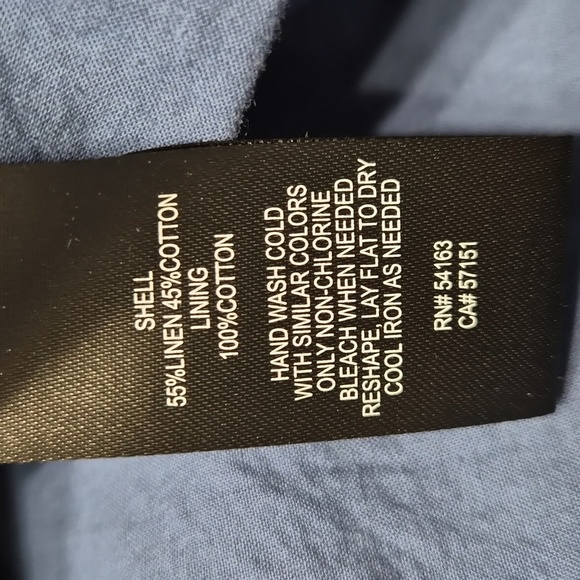 SHELL
55%LINEN 45%COTTON
LINING
100%COTTON
HAND WASH COLD
WITH SIMILAR COLORS
ONLY NON-CHLORINE
BLEACH WHEN NEEDED
RESHAPE, LAY FLAT TO DRY
COOL IRON AS NEEDED
RN# 54163
CA# 57151